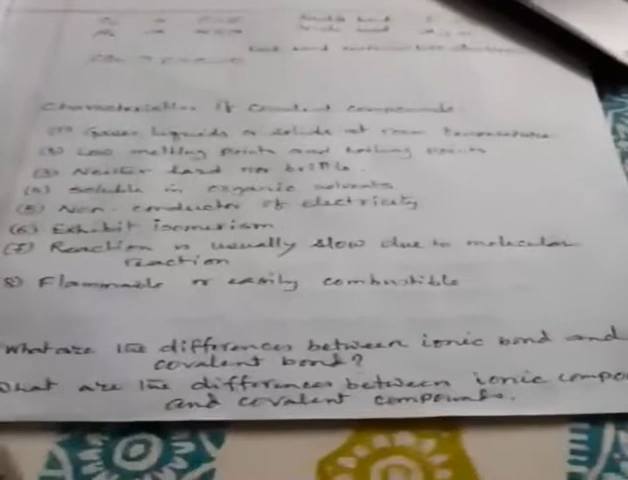 Characteristics of Covalent compounds
(1) Gases liquids or solids at room temperature
(2) Low melting points and boiling points
(3) Neither hard nor brittle.
(4) Soluble in organic solvents
(5) Non-conductor of electricity
(6) Exhibit isomerism
(7) Reaction is usually slow due to molecular
reaction
8) Flammable or easily combustible
What are the differences between ionic bond and
covalent bond?
What are the differences between ionic compo
and covalent compounds.